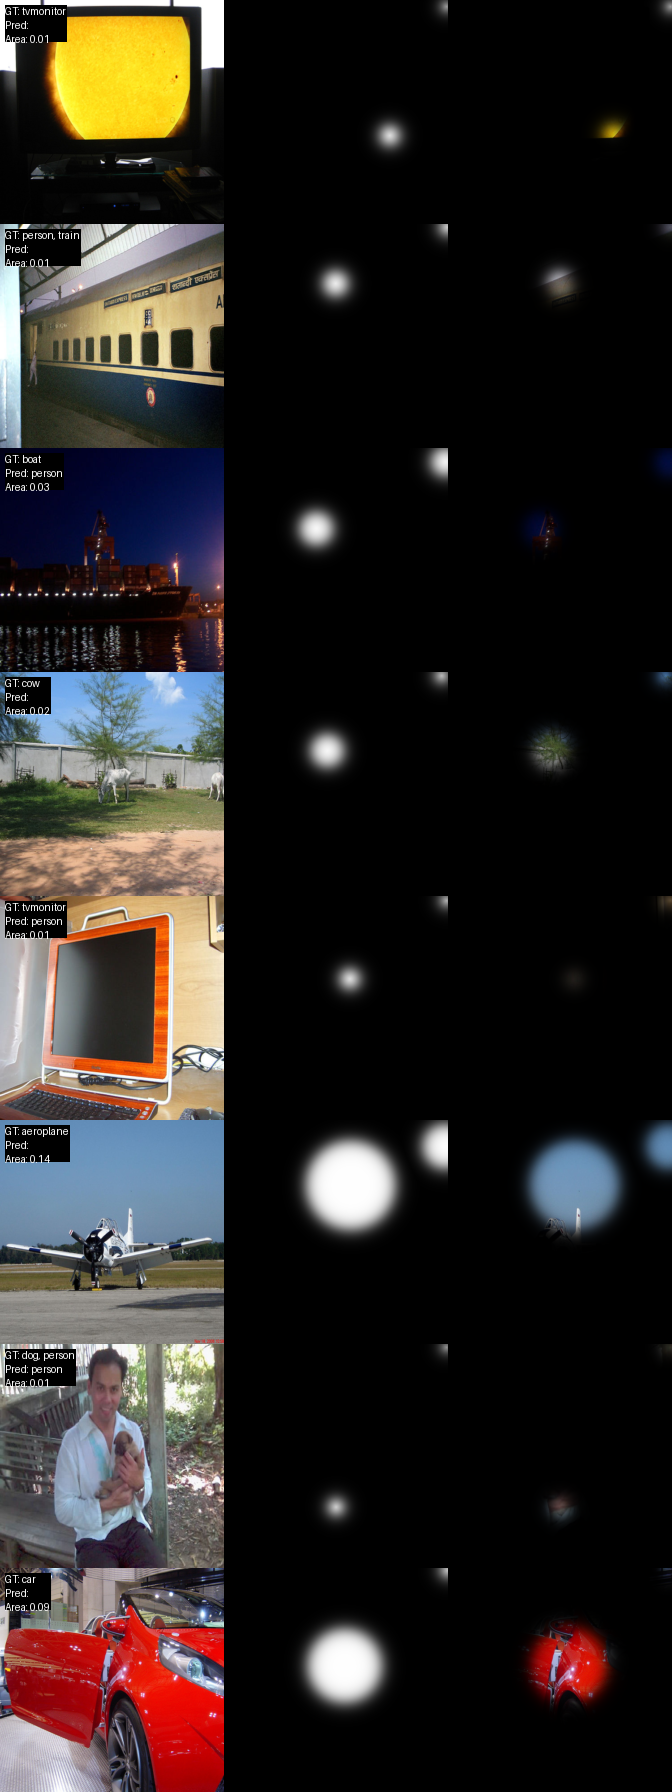 GT: tvmonitor
Pred:
Area: 0.01
GT: person, train
Pred:
Area: 0.01
GT: boat
Pred: person
Area: 0.03
GT: cow
Pred:
Area: 0.02
GT: tvmonitor
Pred: person
Area: 0.01
GT: aeroplane
Pred:
Area: 0.14
GT: dog, person
Pred: person
Area: 0.01
GT: car
Pred:
Area: 0.09